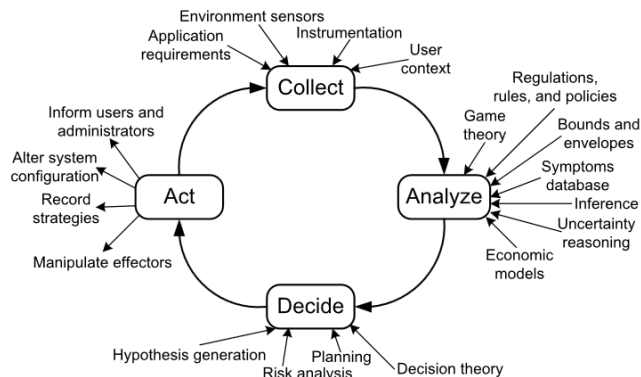 Environment sensors
Application
requirements
Instrumentation
User
context
Collect
Regulations,
rules, and policies
Game
theory
Bounds and
envelopes
Symptoms
database
Inference
Uncertainty
reasoning
Economic
models
Analyze
Inform users and
administrators
Alter system
configuration
Record
strategies
Manipulate effectors
Act
Decide
Hypothesis generation
Risk analysis
Planning
Decision theory